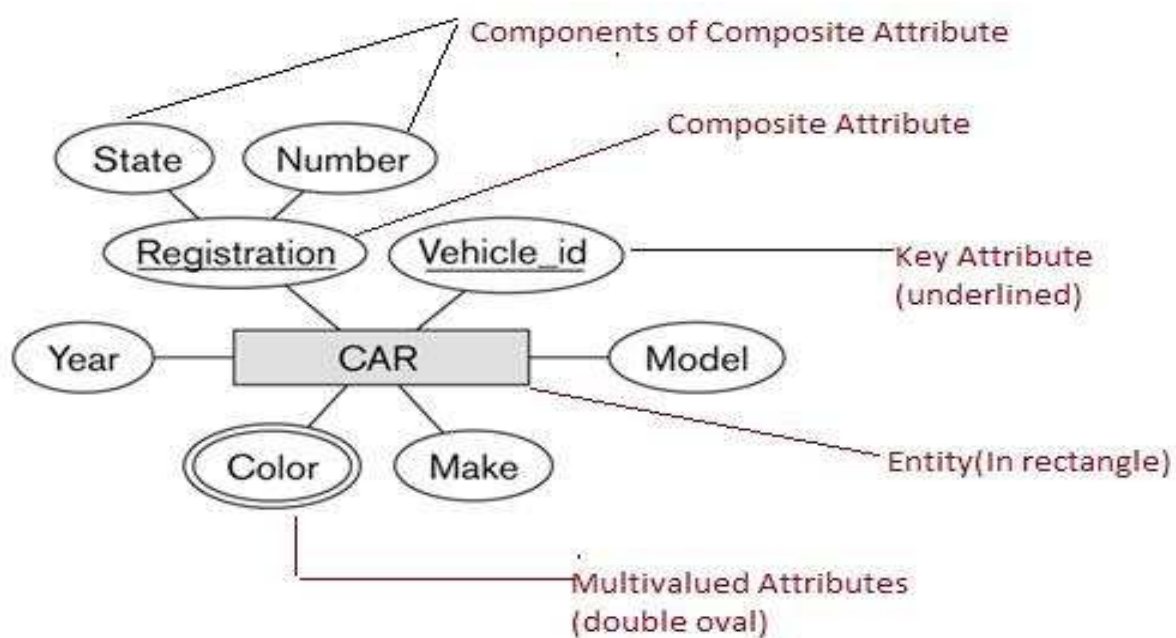 Components of Composite Attribute
Composite Attribute
State
Number
Registration
Vehicle_id
Key Attribute
(underlined)
Year
CAR
Model
Color
Make
Entity(In rectangle)
Multivalued Attributes
(double oval)